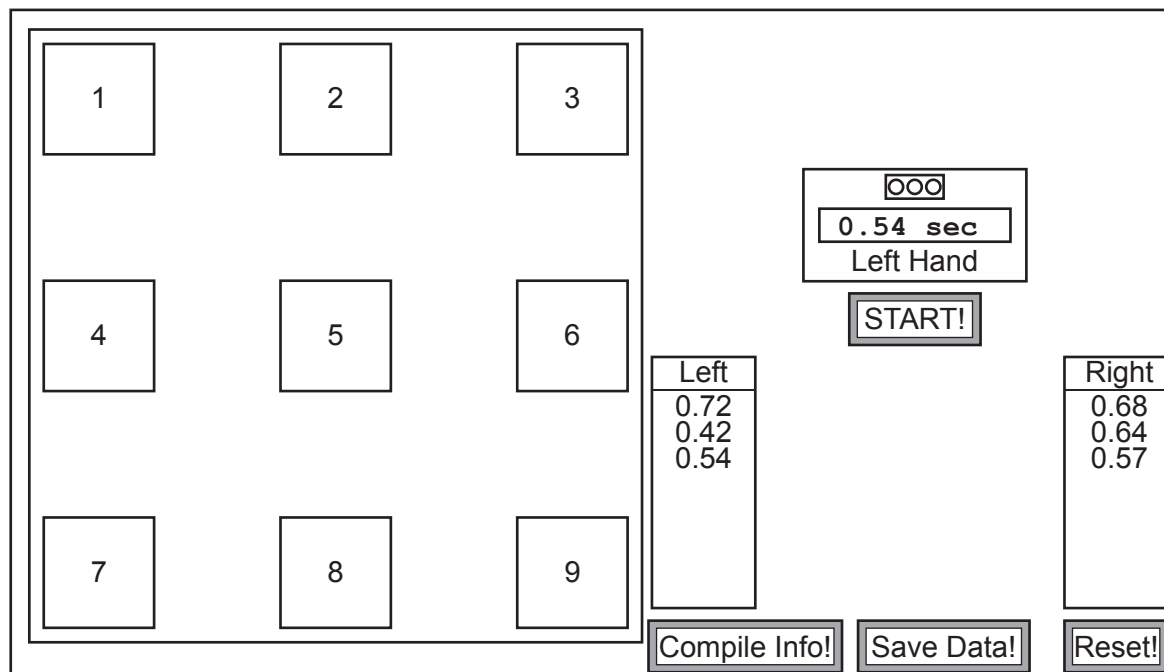 1 2 3
0.54 sec
Left Hand
START!
4 5 6
Left Right
0.72 0.68
0.42 0.64
0.54 0.57
7 8 9
Compile Info! Save Data! Reset!